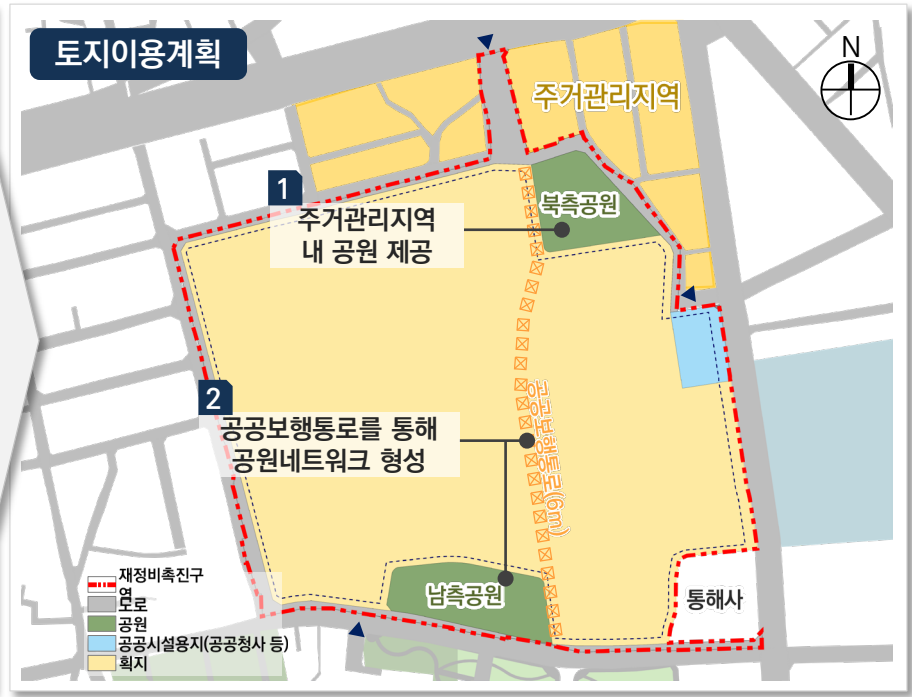 토지이용계획
N
주거관리지역
1
주거관리지역
내 공원 제공
북측공원
2
공공보행통로를 통해
공원네트워크 형성
공공보행통로(6m)
남측공원
통해사
재정비촉진구
역
도로
공원
공공시설용지(공공청사 등)
획지